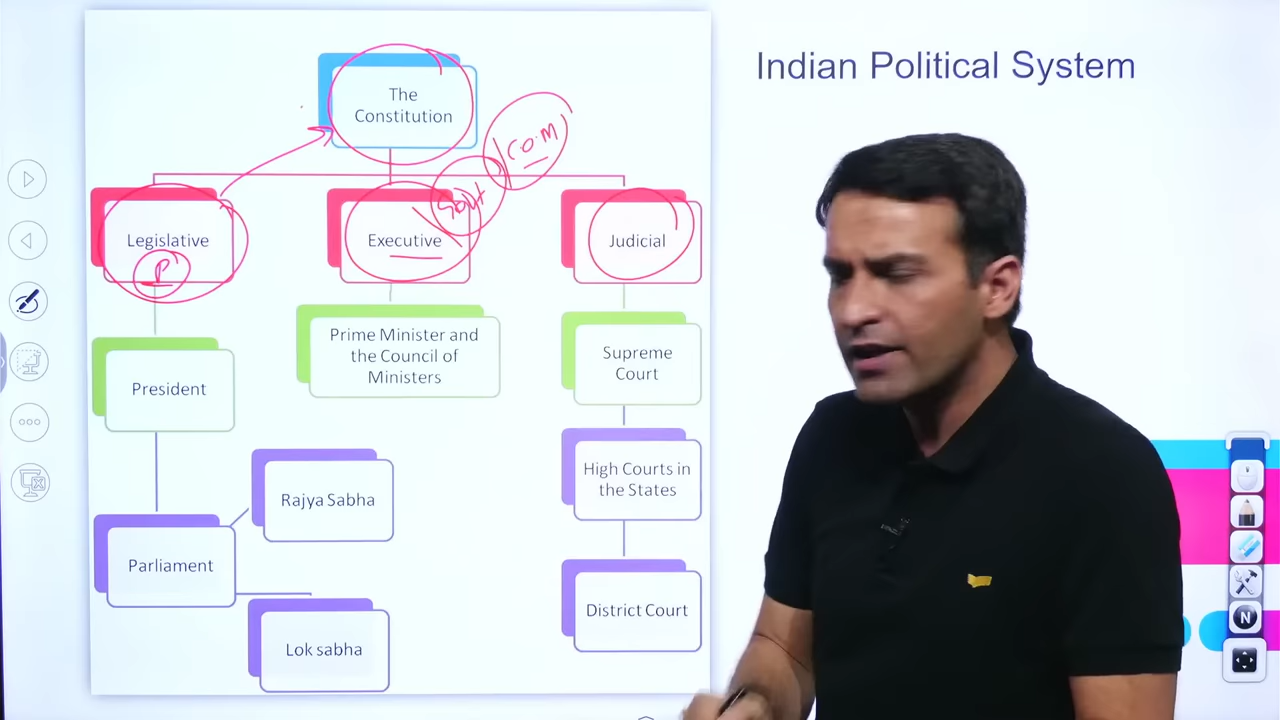 Indian Political System
The
Constitution
C.O.M
Govt
Legislative
P
Executive
Judicial
Prime Minister and
the Council of
Ministers
Supreme
Court
President
High Courts in
the States
Rajya Sabha
Parliament
District Court
Lok sabha
N